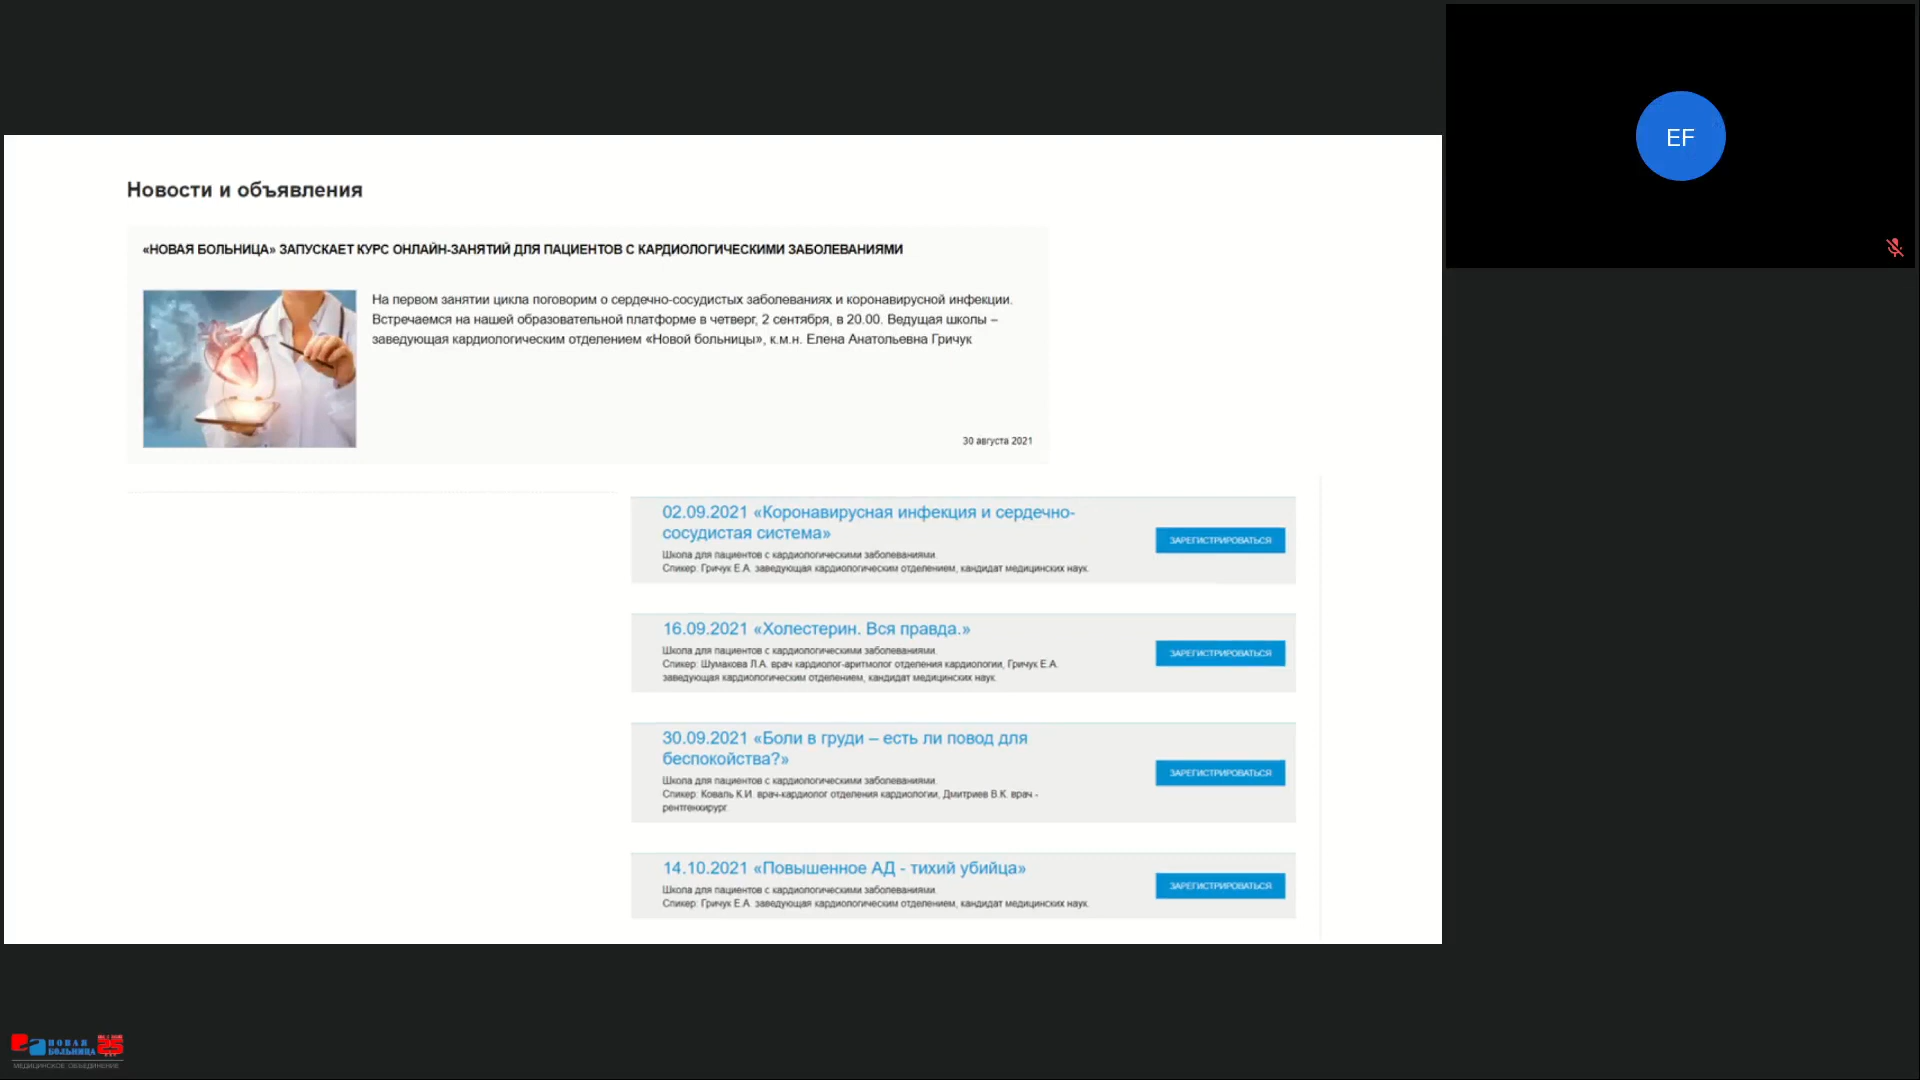 Новости и объявления
«НОВАЯ БОЛЬНИЦА» ЗАПУСКАЕТ КУРС ОНЛАЙН-ЗАНЯТИЙ ДЛЯ ПАЦИЕНТОВ С КАРДИОЛОГИЧЕСКИМИ ЗАБОЛЕВАНИЯМИ
На первом занятии цикла поговорим о сердечно-сосудистых заболеваниях и коронавирусной инфекции.
Встречаемся на нашей образовательной платформе в четверг, 2 сентября, в 20.00. Ведущая школы –
заведующая кардиологическим отделением «Новой больницы», к.м.н. Елена Анатольевна Гричук
30 августа 2021
02.09.2021 «Коронавирусная инфекция и сердечно-
сосудистая система»
Школа для пациентов с кардиологическими заболеваниями.
Спикер: Гричук Е.А. заведующая кардиологическим отделением, кандидат медицинских наук.
ЗАРЕГИСТРИРОВАТЬСЯ
16.09.2021 «Холестерин. Вся правда.»
Школа для пациентов с кардиологическими заболеваниями.
Спикер: Шумакова Л.А. врач кардиолог-аритмолог отделения кардиологии, Гричук Е.А.
заведующая кардиологическим отделением, кандидат медицинских наук.
ЗАРЕГИСТРИРОВАТЬСЯ
30.09.2021 «Боли в груди – есть ли повод для
беспокойства?»
Школа для пациентов с кардиологическими заболеваниями.
Спикер: Коваль К.И. врач-кардиолог отделения кардиологии, Дмитриев В.К. врач -
рентгенхирург.
ЗАРЕГИСТРИРОВАТЬСЯ
14.10.2021 «Повышенное АД - тихий убийца»
Школа для пациентов с кардиологическими заболеваниями.
Спикер: Гричук Е.А. заведующая кардиологическим отделением, кандидат медицинских наук.
ЗАРЕГИСТРИРОВАТЬСЯ
EF
НОВАЯ
БОЛЬНИЦА
25
МЕДИЦИНСКОЕ ОБЪЕДИНЕНИЕ